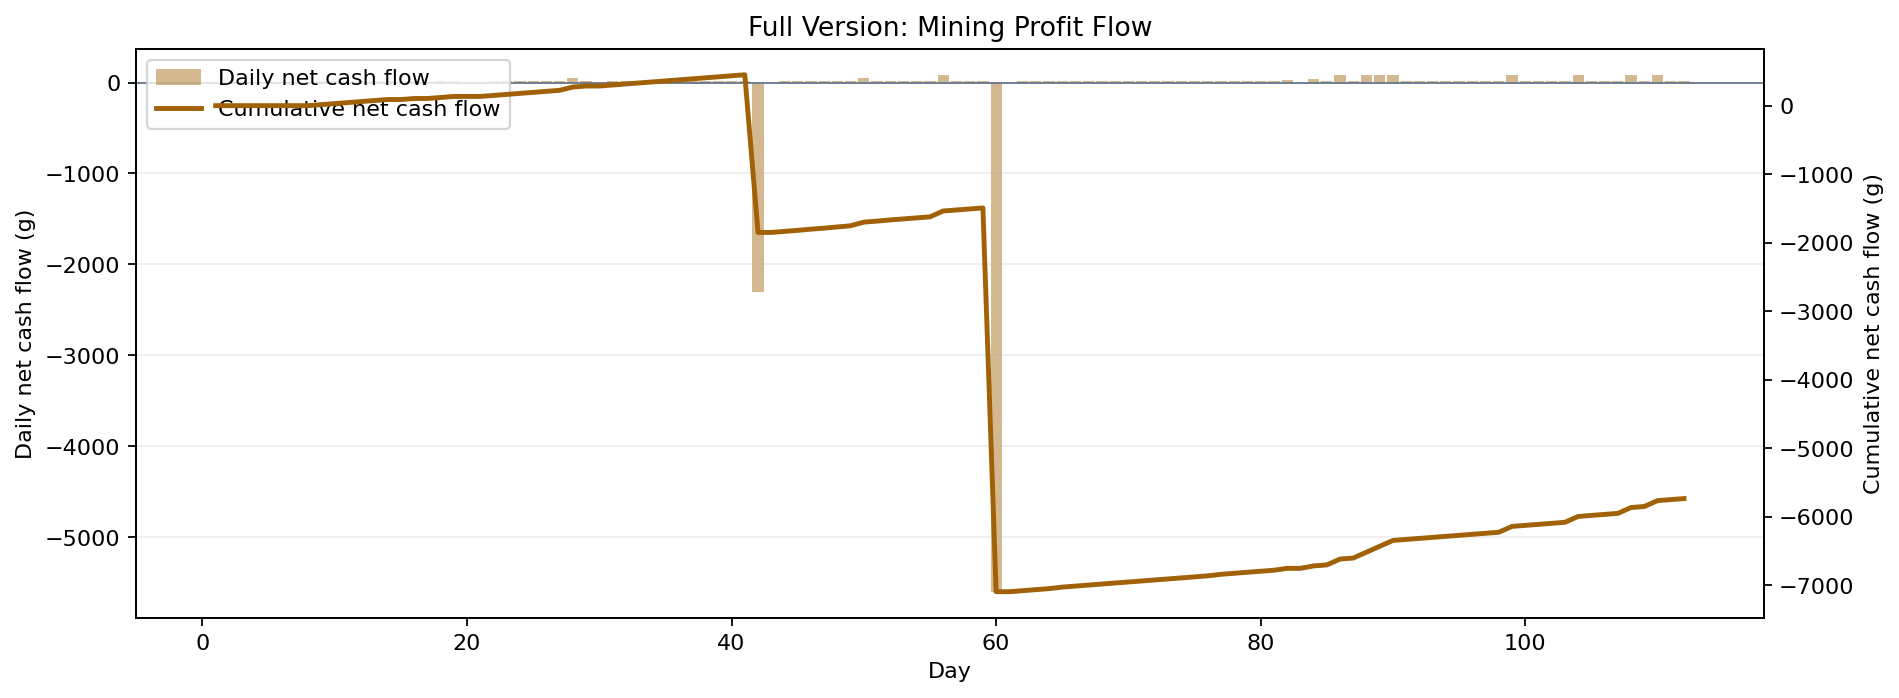 Full Version: Mining Profit Flow
Daily net cash flow
Cumulative net cash flow
Daily net cash flow (g)
0
−1000
−2000
−3000
−4000
−5000
0
−1000
−2000
−3000
−4000
−5000
−6000
−7000
Cumulative net cash flow (g)
0 20 40 60 80 100
Day